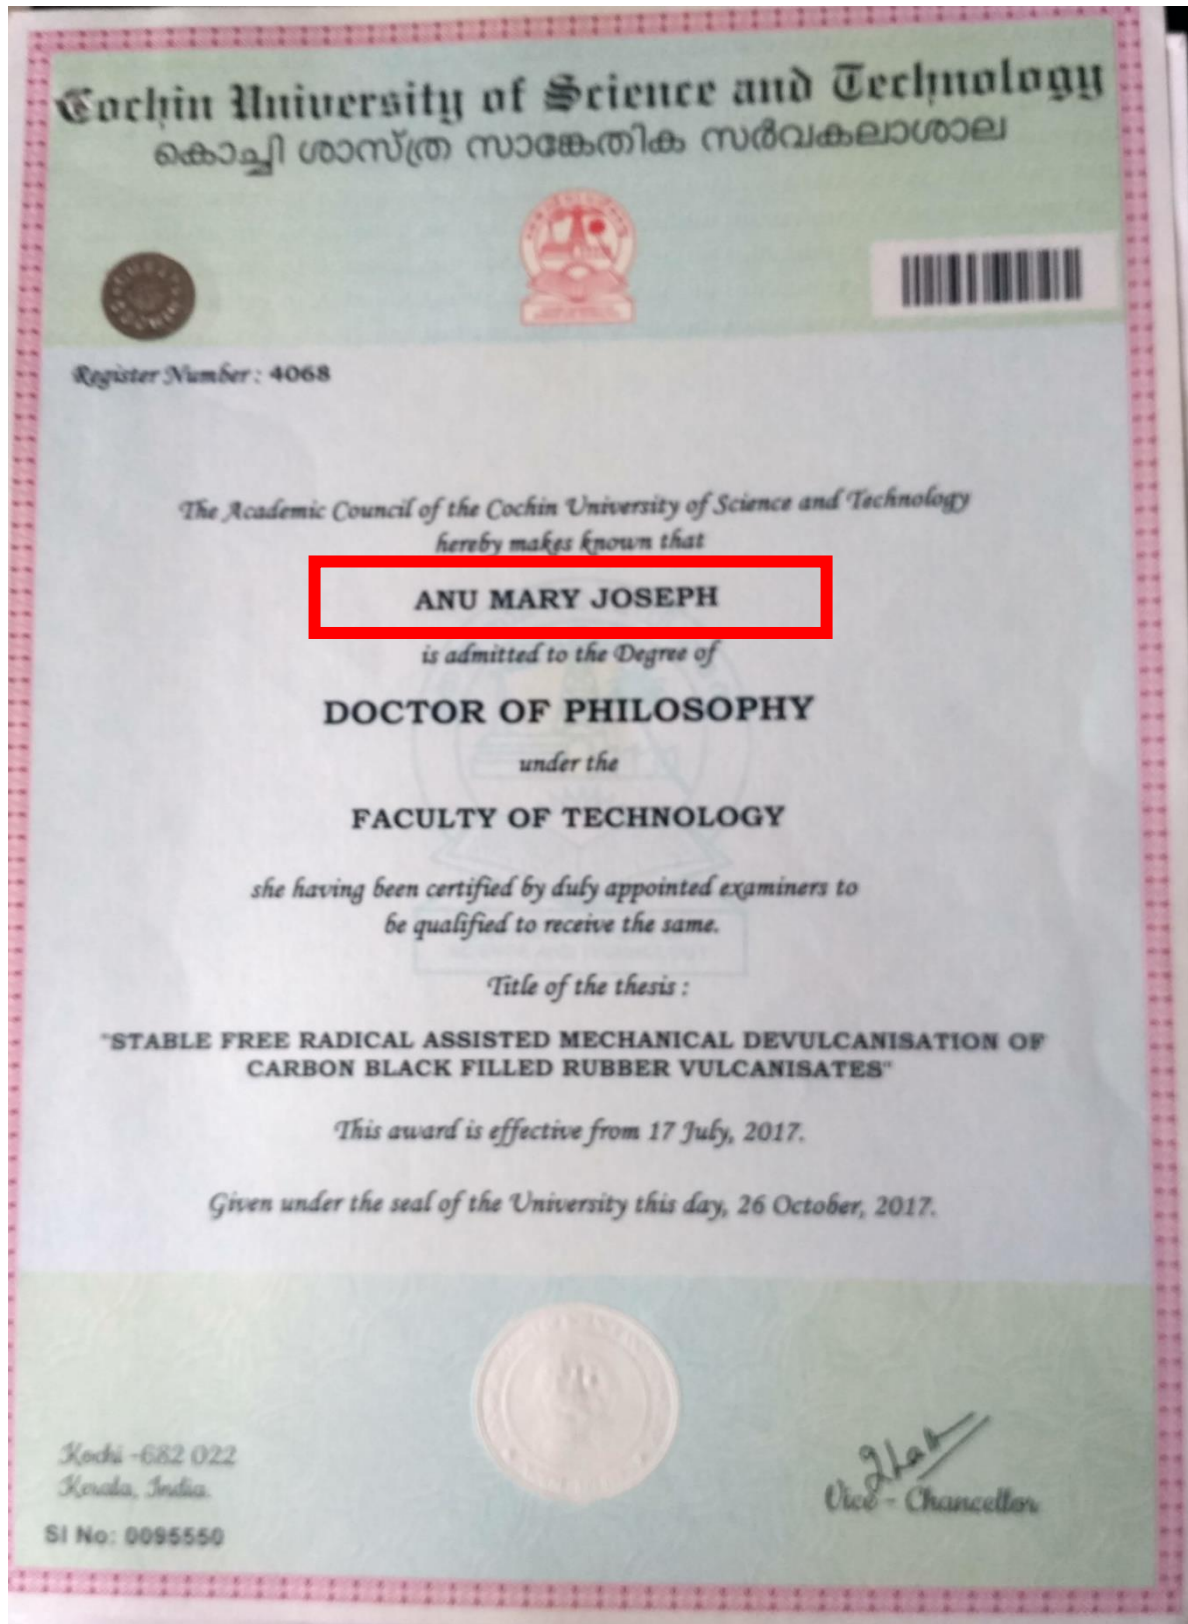 Cochin University of Science and Technology
കൊച്ചി ശാസ്ത്ര സാങ്കേതിക സർവകലാശാല
Register Number : 4068
The Academic Council of the Cochin University of Science and Technology
hereby makes known that
ANU MARY JOSEPH
is admitted to the Degree of
DOCTOR OF PHILOSOPHY
under the
FACULTY OF TECHNOLOGY
she having been certified by duly appointed examiners to
be qualified to receive the same.
Title of the thesis :
"STABLE FREE RADICAL ASSISTED MECHANICAL DEVULCANISATION OF
CARBON BLACK FILLED RUBBER VULCANISATES"
This award is effective from 17 July, 2017.
Given under the seal of the University this day, 26 October, 2017.
Kochi -682 022
Kerala, India.
Vice - Chancellor
SI No: 0095550